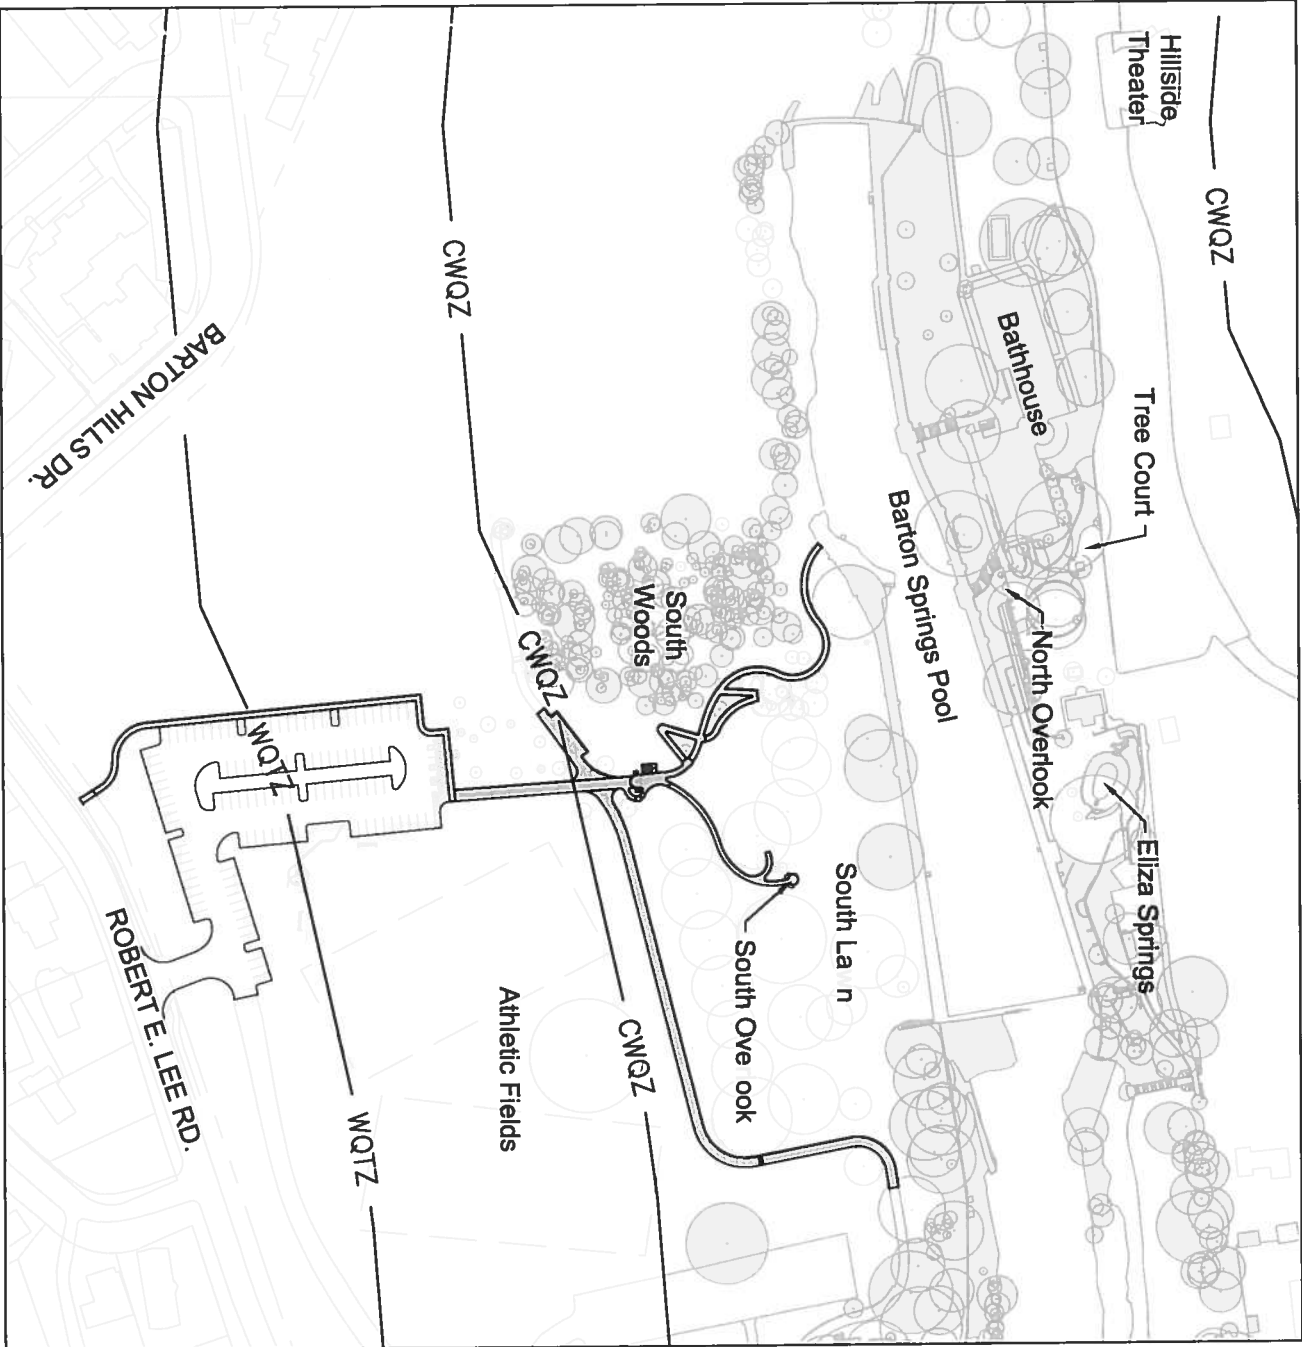 Hillside
Theater
CWQZ
Tree Court
Bathhouse
North Overlook
Eliza Springs
Barton Springs Pool
South La n
South Ove ook
South
Woods
CWQZ
CWQZ
CWQZ
Athletic Fields
WQTZ
WQTZ
BARTON HILLS DR.
ROBERT E. LEE RD.